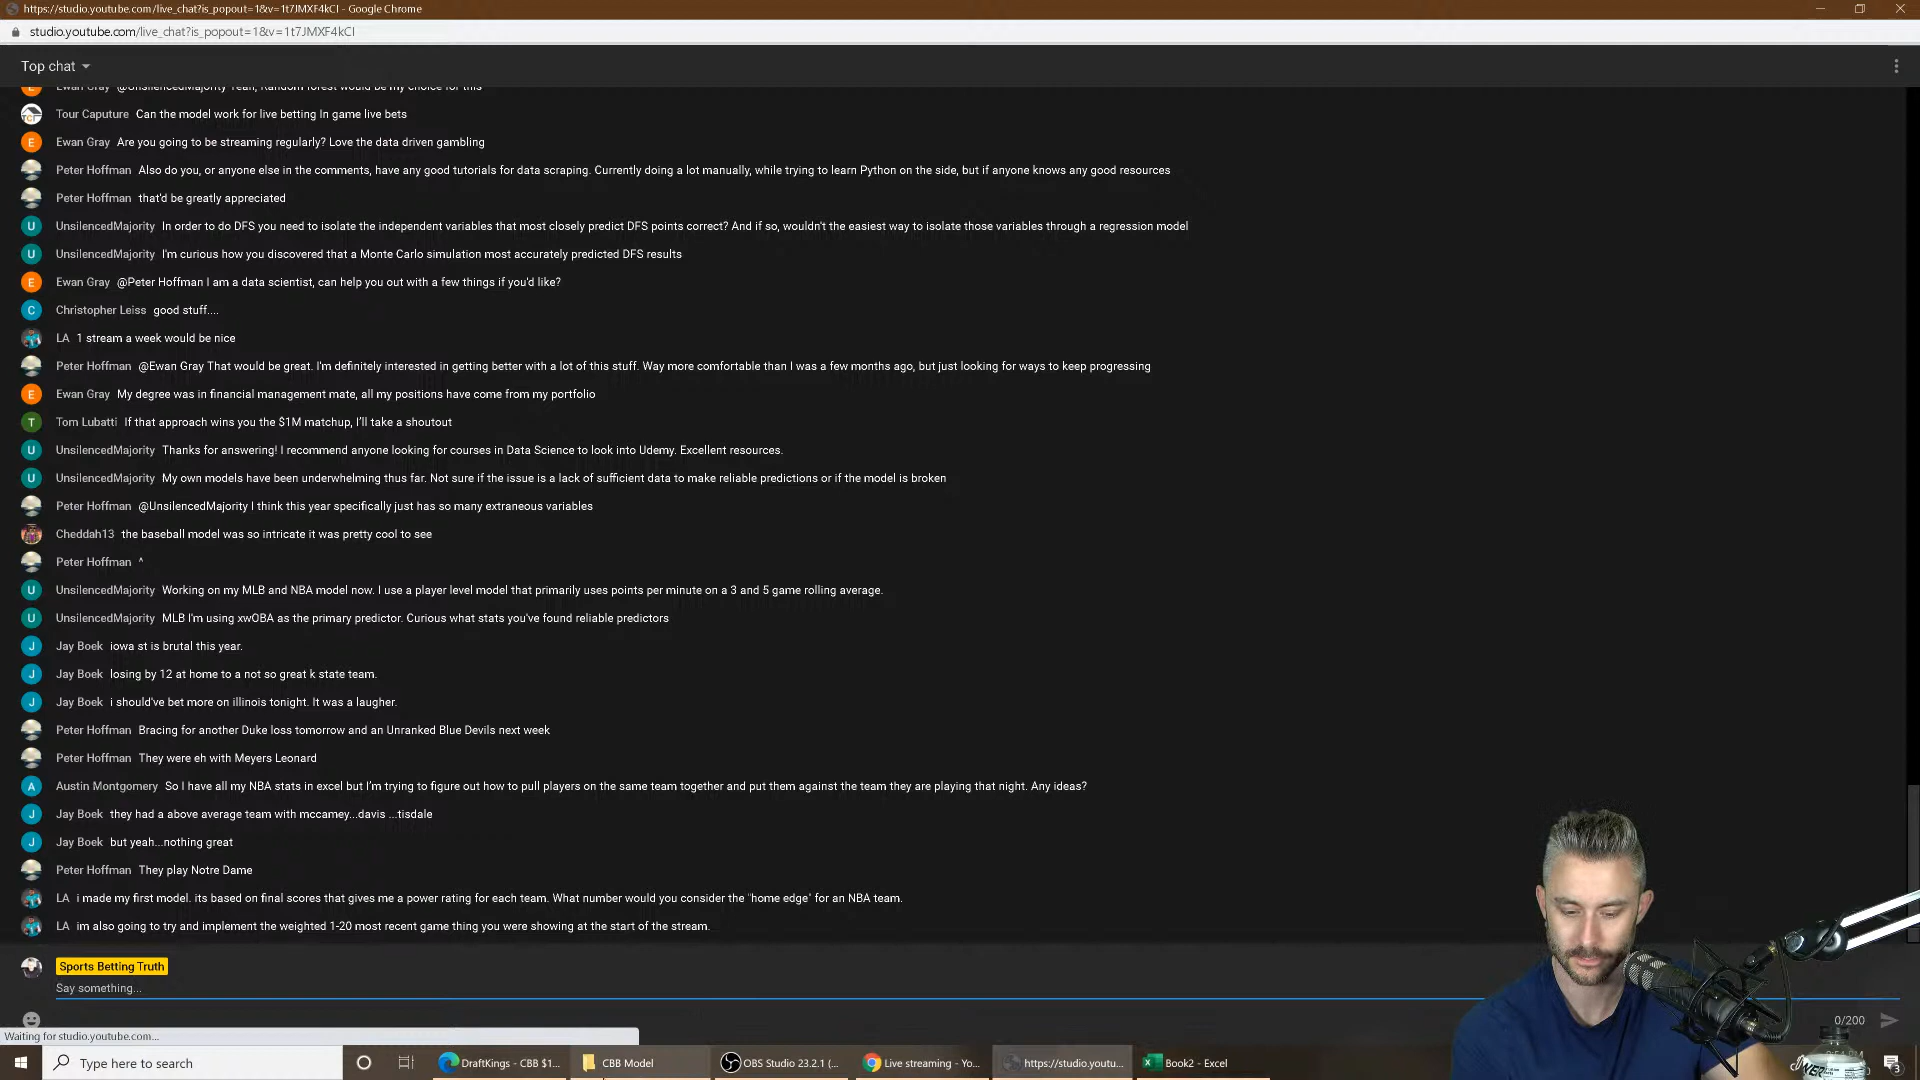 https://studio.youtube.com/live_chat?is_popout=1&v=1t7JMXF4kCI - Google Chrome
studio.youtube.com/live_chat?is_popout=1&v=1t7JMXF4kCI
Top chat
Ewan Gray @UnsilencedMajority Yeah, Random forest would be my choice for this
Tour Caputure Can the model work for live betting In game live bets
Ewan Gray Are you going to be streaming regularly? Love the data driven gambling
Peter Hoffman Also do you, or anyone else in the comments, have any good tutorials for data scraping. Currently doing a lot manually, while trying to learn Python on the side, but if anyone knows any good resources
Peter Hoffman that'd be greatly appreciated
UnsilencedMajority In order to do DFS you need to isolate the independent variables that most closely predict DFS points correct? And if so, wouldn't the easiest way to isolate those variables through a regression model
UnsilencedMajority I'm curious how you discovered that a Monte Carlo simulation most accurately predicted DFS results
Ewan Gray @Peter Hoffman I am a data scientist, can help you out with a few things if you'd like?
Christopher Leiss good stuff....
LA 1 stream a week would be nice
Peter Hoffman @Ewan Gray That would be great. I'm definitely interested in getting better with a lot of this stuff. Way more comfortable than I was a few months ago, but just looking for ways to keep progressing
Ewan Gray My degree was in financial management mate, all my positions have come from my portfolio
Tom Lubatti If that approach wins you the $1M matchup, I'll take a shoutout
UnsilencedMajority Thanks for answering! I recommend anyone looking for courses in Data Science to look into Udemy. Excellent resources.
UnsilencedMajority My own models have been underwhelming thus far. Not sure if the issue is a lack of sufficient data to make reliable predictions or if the model is broken
Peter Hoffman @UnsilencedMajority I think this year specifically just has so many extraneous variables
Cheddah13 the baseball model was so intricate it was pretty cool to see
Peter Hoffman ^
UnsilencedMajority Working on my MLB and NBA model now. I use a player level model that primarily uses points per minute on a 3 and 5 game rolling average.
UnsilencedMajority MLB I'm using xwOBA as the primary predictor. Curious what stats you've found reliable predictors
Jay Boek iowa st is brutal this year.
Jay Boek losing by 12 at home to a not so great k state team.
Jay Boek i should've bet more on illinois tonight. It was a laugher.
Peter Hoffman Bracing for another Duke loss tomorrow and an Unranked Blue Devils next week
Peter Hoffman They were eh with Meyers Leonard
Austin Montgomery So I have all my NBA stats in excel but I'm trying to figure out how to pull players on the same team together and put them against the team they are playing that night. Any ideas?
Jay Boek they had a above average team with mccamey...davis ...tisdale
Jay Boek but yeah...nothing great
Peter Hoffman They play Notre Dame
LA i made my first model. its based on final scores that gives me a power rating for each team. What number would you consider the "home edge" for an NBA team.
LA im also going to try and implement the weighted 1-20 most recent game thing you were showing at the start of the stream.
Sports Betting Truth
Say something...
0/200
Waiting for studio.youtube.com...
Type here to search
DraftKings - CBB $1...
CBB Model
OBS Studio 23.2.1 (...
Live streaming - Yo...
https://studio.youtu...
Book2 - Excel